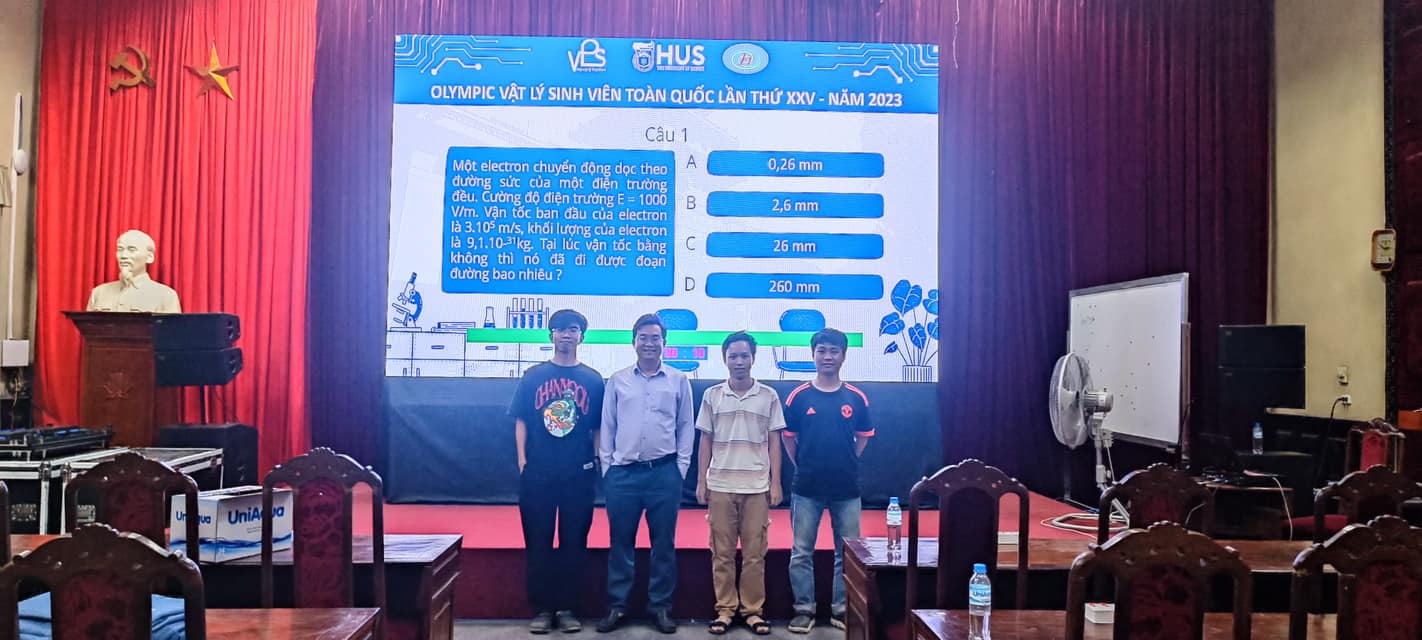 VPS
HUS
OLYMPIC VẬT LÝ SINH VIÊN TOÀN QUỐC LẦN THỨ XXV - NĂM 2023
Câu 1
Một electron chuyển động dọc theo
đường sức của một điện trường
đều. Cường độ điện trường E = 1000
V/m. Vận tốc ban đầu của electron
là 3.10⁵ m/s, khối lượng của electron
là 9,1.10-³¹kg. Tại lúc vận tốc bằng
không thì nó đã đi được đoạn
đường bao nhiêu ?
A 0,26 mm
B 2,6 mm
C 26 mm
D 260 mm
CHANMOOU
UniAqua
UniAqua